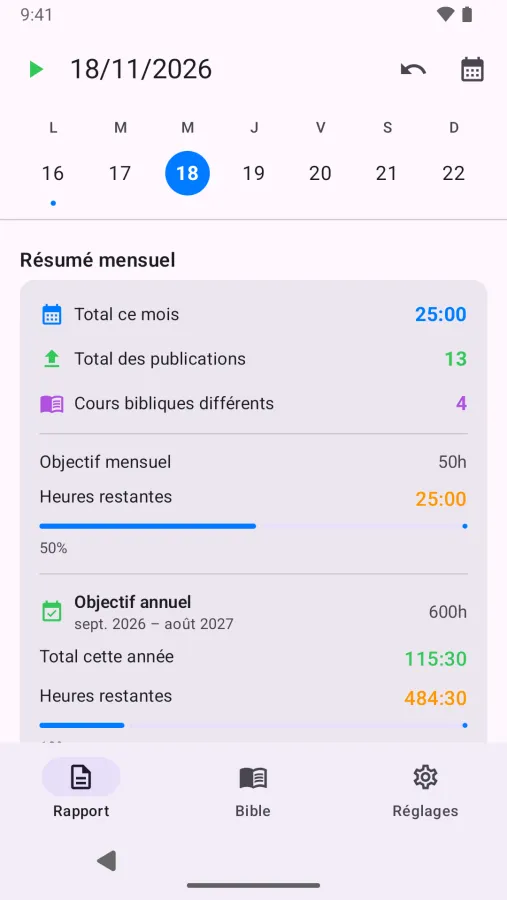 9:41
18/11/2026
L M M J V S D
16 17 18 19 20 21 22
Résumé mensuel
Total ce mois 25:00
Total des publications 13
Cours bibliques différents 4
Objectif mensuel 50h
Heures restantes 25:00
50%
Objectif annuel
sept. 2026 – août 2027
600h
Total cette année 115:30
Heures restantes 484:30
Rapport Bible Réglages